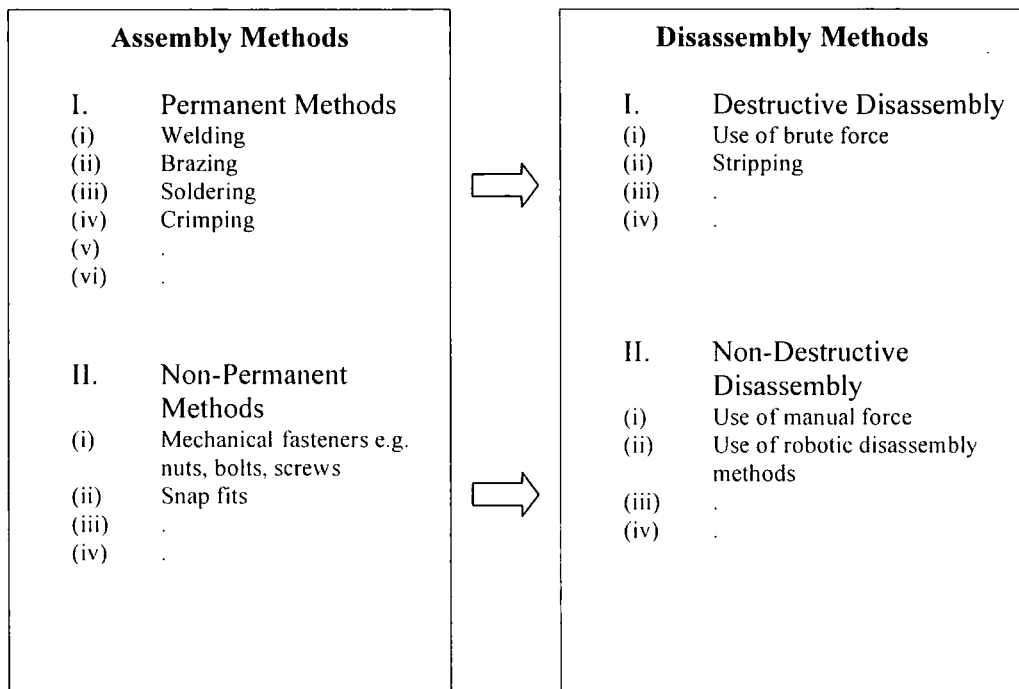 Assembly Methods
I. Permanent Methods
(i) Welding
(ii) Brazing
(iii) Soldering
(iv) Crimping
(v) .
(vi) .
II. Non-Permanent
Methods
(i) Mechanical fasteners e.g.
nuts, bolts, screws
(ii) Snap fits
(iii) .
(iv) .
Disassembly Methods
I. Destructive Disassembly
(i) Use of brute force
(ii) Stripping
(iii) .
(iv) .
II. Non-Destructive
Disassembly
(i) Use of manual force
(ii) Use of robotic disassembly
methods
(iii) .
(iv) .